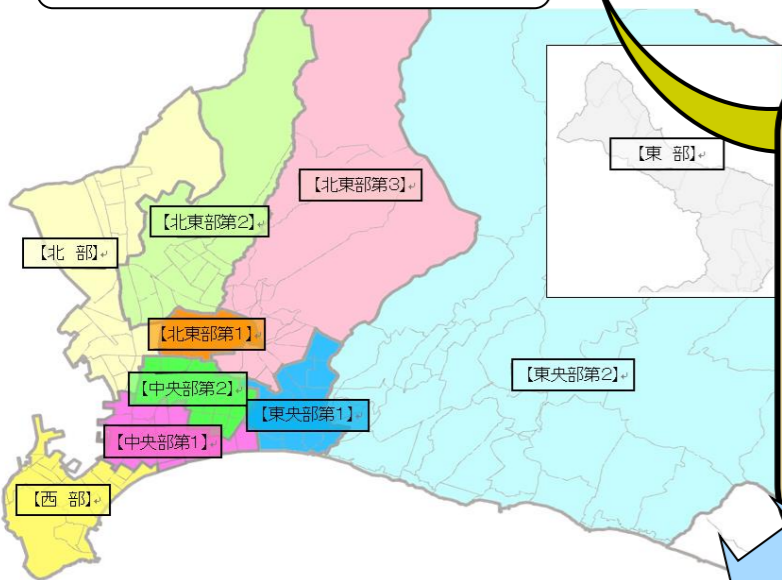 【東 部】
【北東部第3】
【北東部第2】
【北 部】
【北東部第1】
【東央部第2】
【中央部第2】
【東央部第1】
【中央部第1】
【西 部】